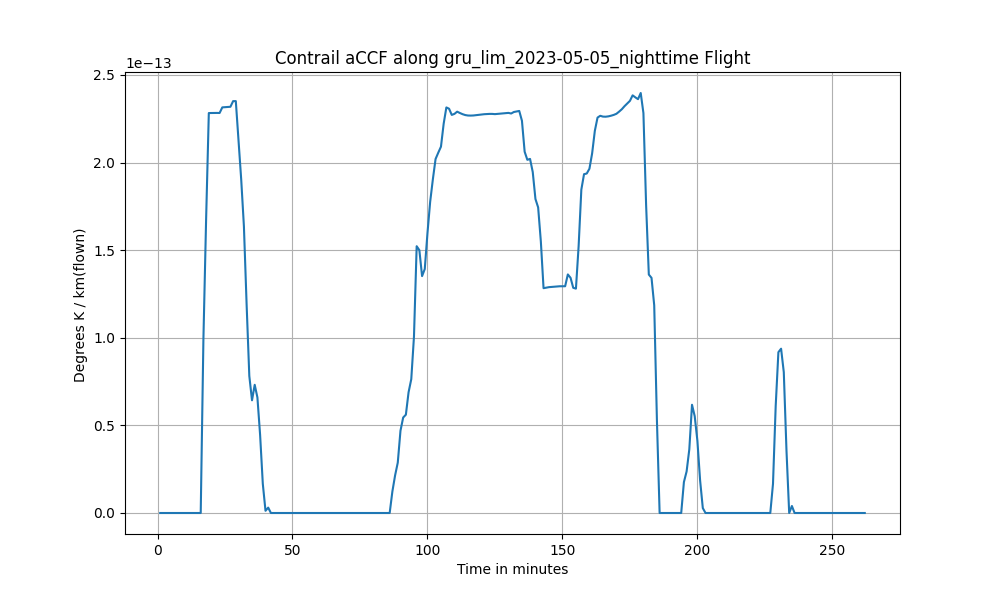 Contrail aCCF along gru_lim_2023-05-05_nighttime Flight
1e−13
2.5
2.0
1.5
1.0
0.5
0.0
Degrees K / km(flown)
0 50 100 150 200 250
Time in minutes